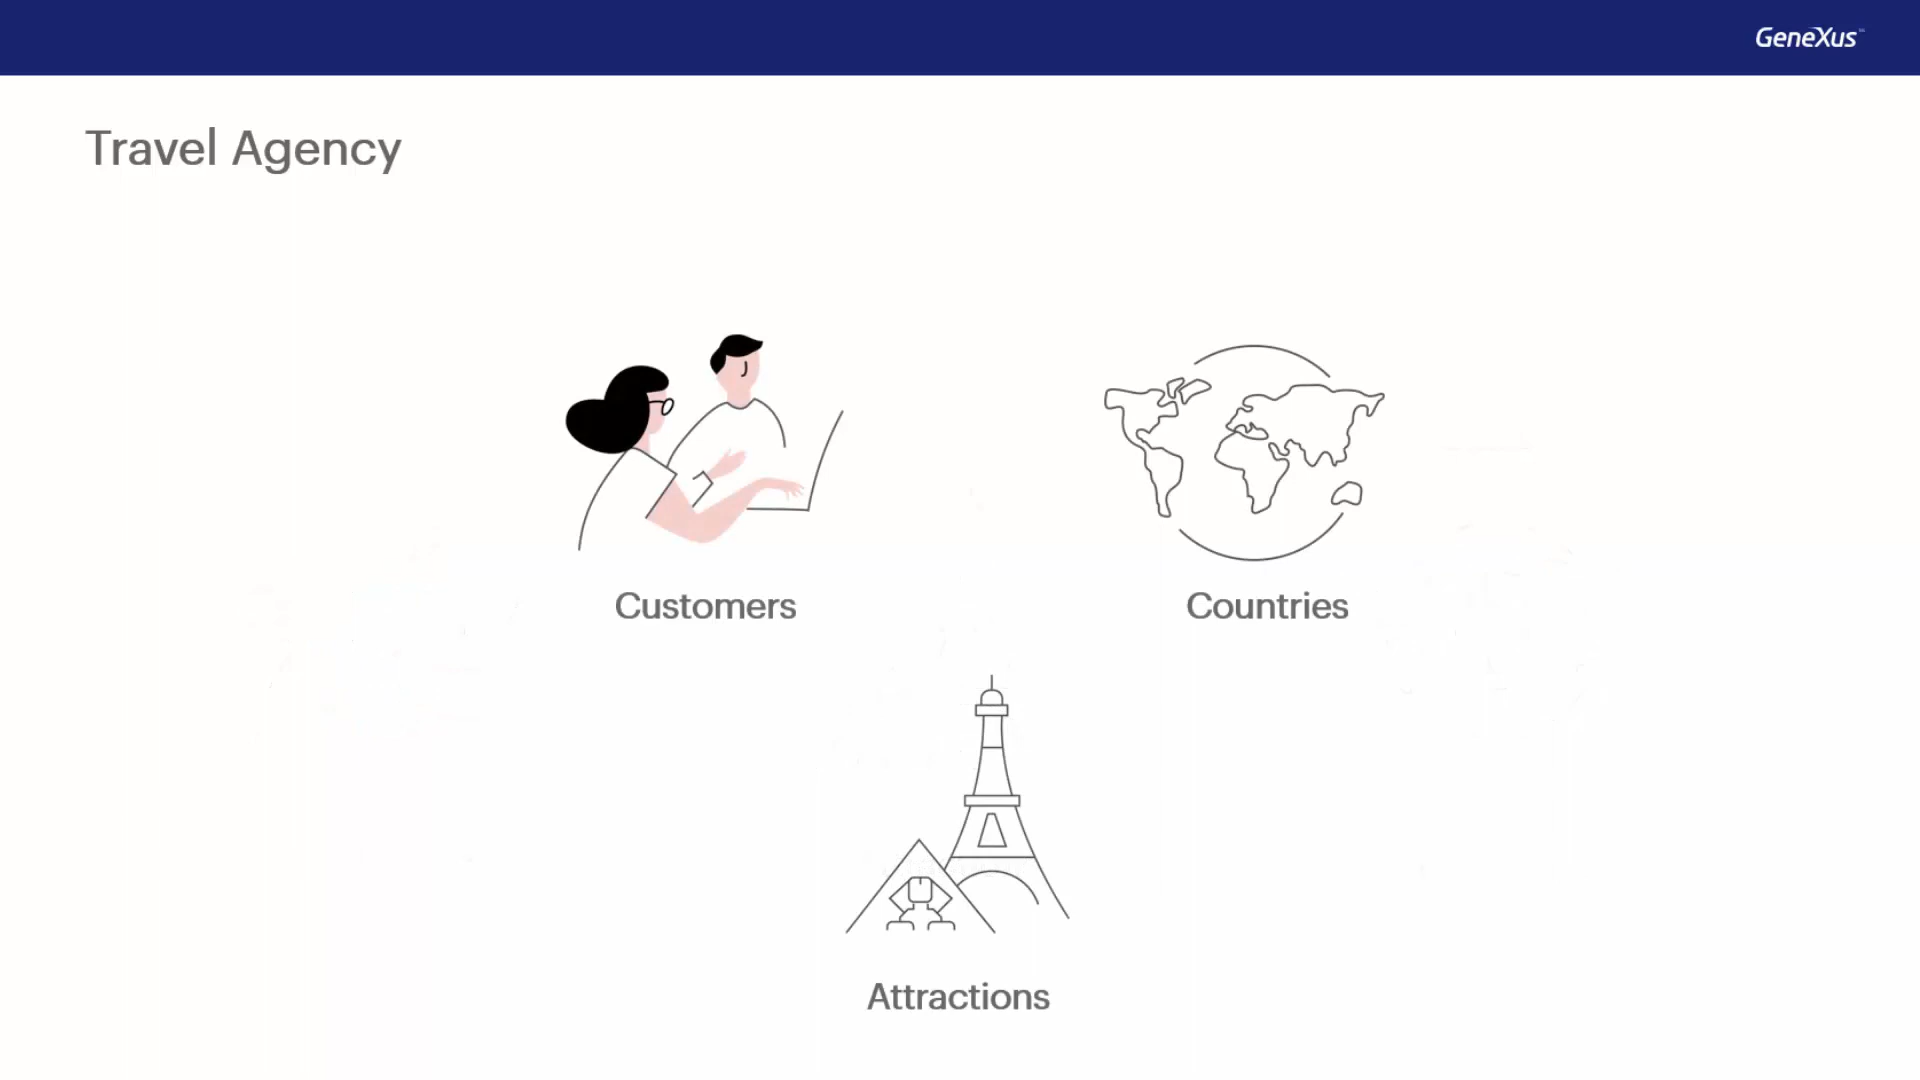 GeneXus
Travel Agency
Customers
Countries
Attractions